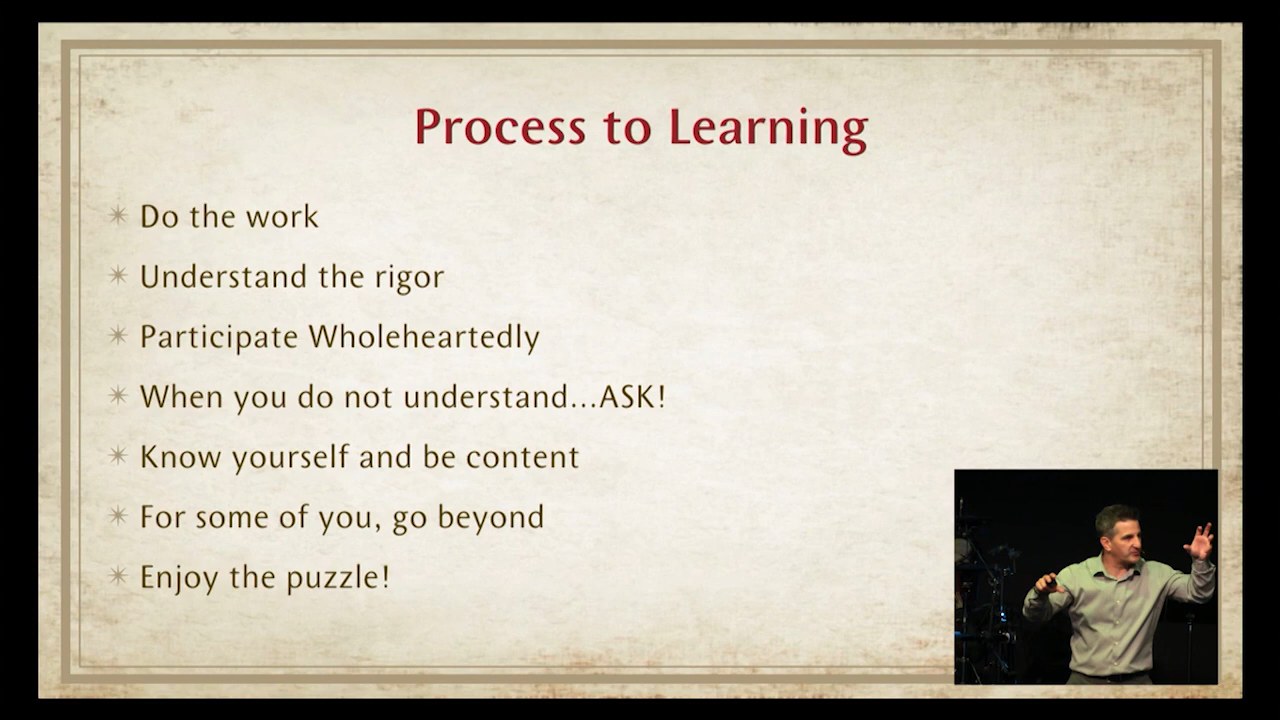 Process to Learning
Do the work
Understand the rigor
Participate Wholeheartedly
When you do not understand...ASK!
Know yourself and be content
For some of you, go beyond
Enjoy the puzzle!